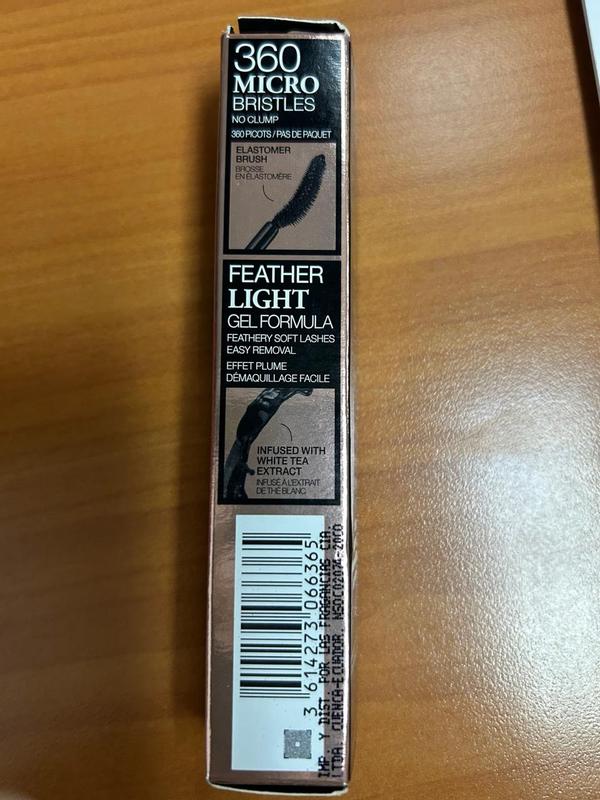 360
MICRO
BRISTLES
NO CLUMP
360 PICOTS / PAS DE PAQUET
ELASTOMER
BRUSH
BROSSE
EN ÉLASTOMÈRE
FEATHER
LIGHT
GEL FORMULA
FEATHERY SOFT LASHES
EASY REMOVAL
EFFET PLUME
DÉMAQUILLAGE FACILE
INFUSED WITH
WHITE TEA
EXTRACT
INFUSÉ À L'EXTRAIT
DE THÉ BLANC
3 614273 066365
IMP. Y DIST. POR LAS FRAGANCIAS CIA.
LTDA. CUENCA-ECUADOR.